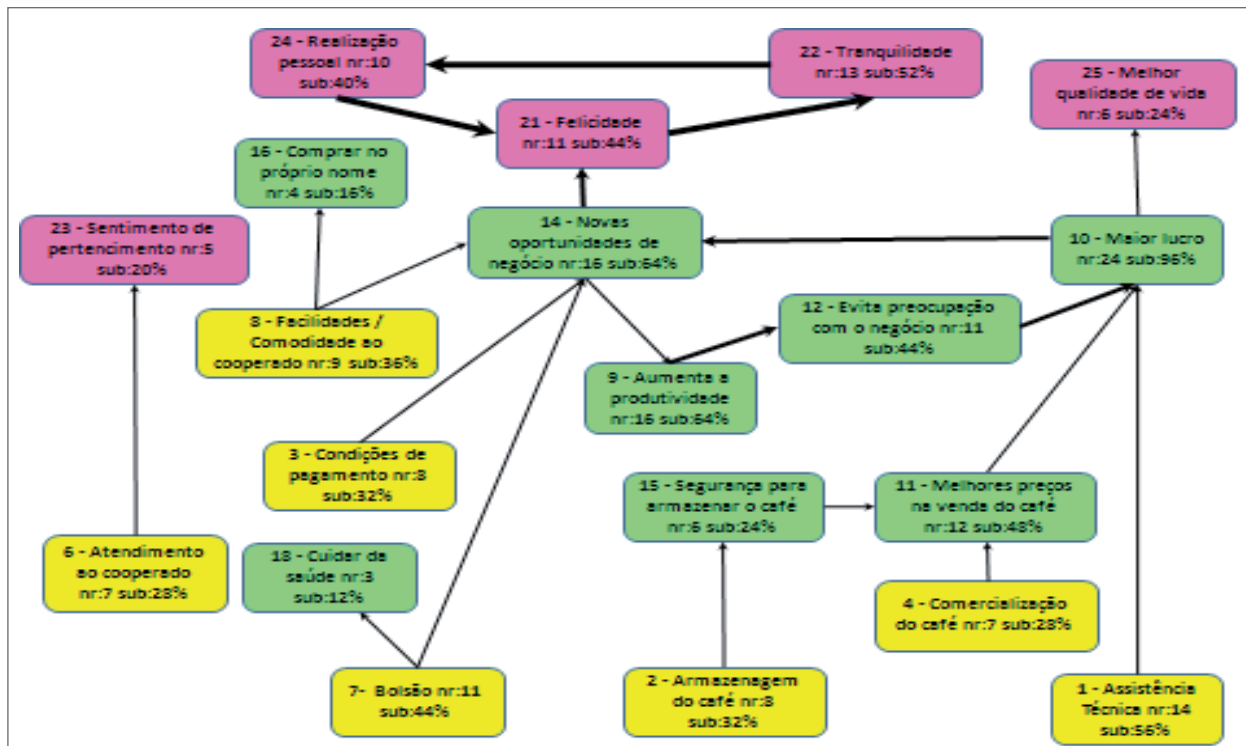 24 - Realização
pessoal nr:10
sub:40%
22 - Tranquilidade
nr:13 sub:52%
25 - Melhor
qualidade de vida
nr:6 sub:24%
21 - Felicidade
nr:11 sub:44%
16 - Comprar no
próprio nome
nr:4 sub:16%
23 - Sentimento de
pertencimento nr:5
sub:20%
14 - Novas
oportunidades de
negócio nr:16 sub:64%
10 - Maior lucro
nr:24 sub:96%
8 - Facilidades /
Comodidade ao
cooperado nr:9 sub:36%
12 - Evita preocupação
com o negócio nr:11
sub:44%
9 - Aumenta a
produtividade
nr:16 sub:64%
3 - Condições de
pagamento nr:8
sub:32%
15 - Segurança para
armazenar o café
nr:6 sub:24%
11 - Melhores preços
na venda do café
nr:12 sub:48%
6 - Atendimento
ao cooperado
nr:7 sub:28%
18 - Cuidar da
saúde nr:3
sub:12%
4 - Comercialização
do café nr:7 sub:28%
7- Bolsão nr:11
sub:44%
2 - Armazenagem
do café nr:8
sub:32%
1 - Assistência
Técnica nr:14
sub:56%